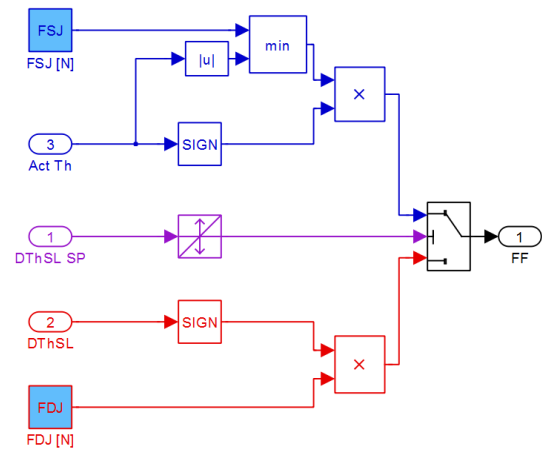 FSJ
FSJ [N]
|u|
min
×
3
Act Th
SIGN
1
DThSL SP
1
FF
2
DThSL
SIGN
×
FDJ
FDJ [N]